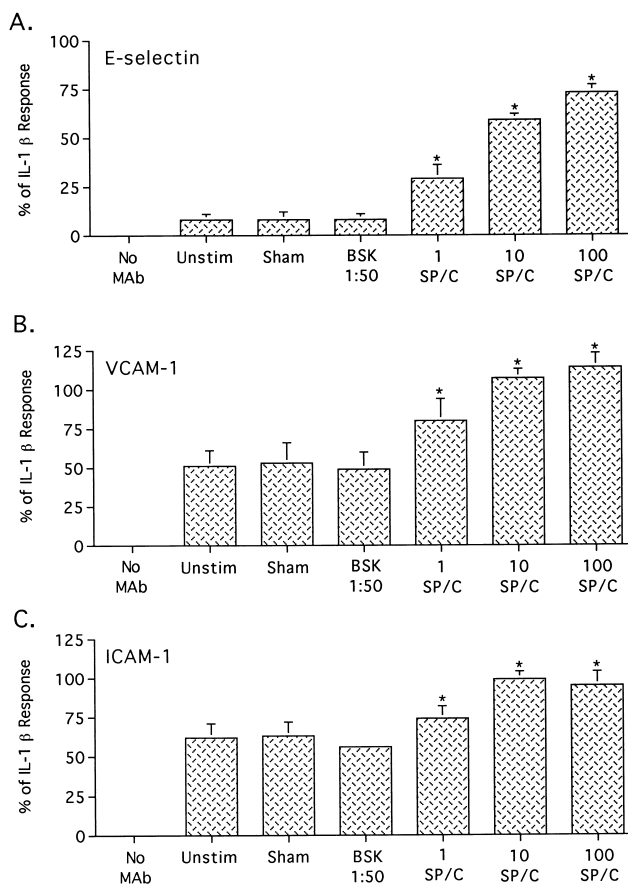 A.
E-selectin
% of IL-1 β Response
100
75
50
25
0
*
*
*
No MAb
Unstim
Sham
BSK 1:50
1 SP/C
10 SP/C
100 SP/C
B.
VCAM-1
% of IL-1 β Response
125
100
75
50
25
0
*
*
*
No MAb
Unstim
Sham
BSK 1:50
1 SP/C
10 SP/C
100 SP/C
C.
ICAM-1
% of IL-1 β Response
125
100
75
50
25
0
*
*
*
No MAb
Unstim
Sham
BSK 1:50
1 SP/C
10 SP/C
100 SP/C